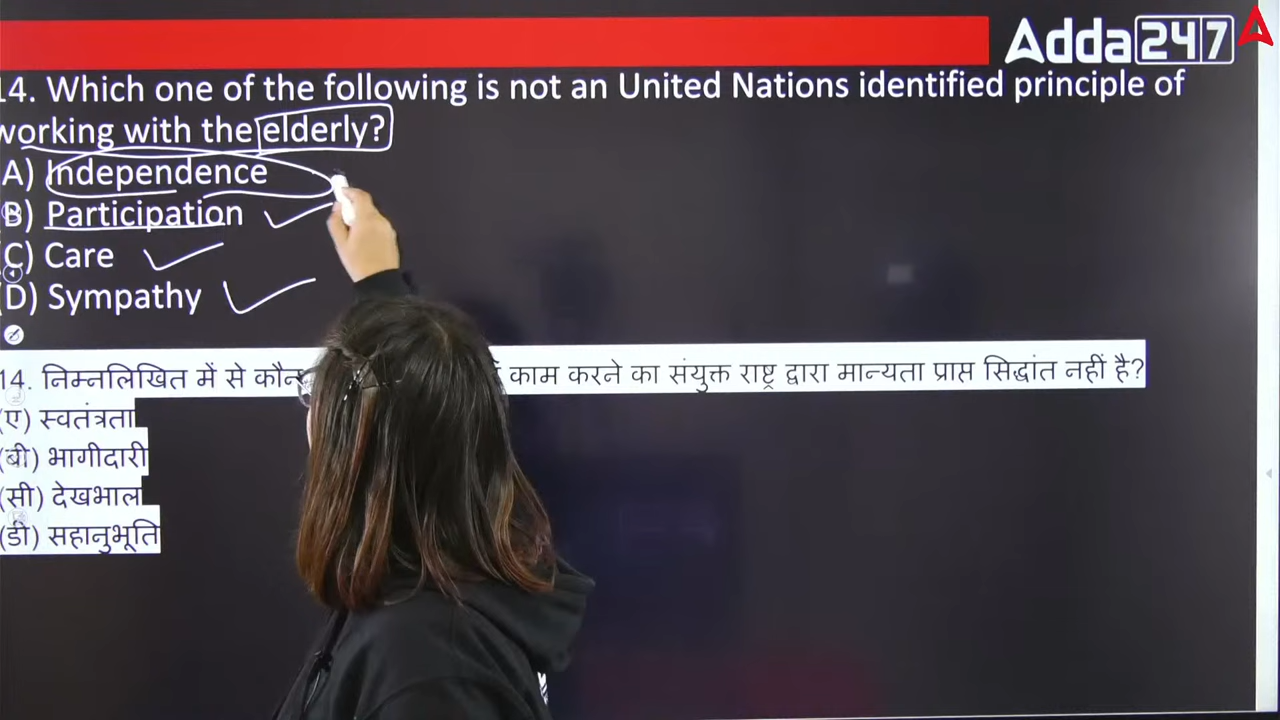 Adda247
14. Which one of the following is not an United Nations identified principle of
working with the elderly?
A) Independence
B) Participation
C) Care
D) Sympathy
14. निम्नलिखित में से काम करने का संयुक्त राष्ट्र द्वारा मान्यता प्राप्त सिद्धांत नहीं है?
(ए) स्वतंत्रता
(बी) भागीदारी
(सी) देखभाल
(डी) सहानुभूति